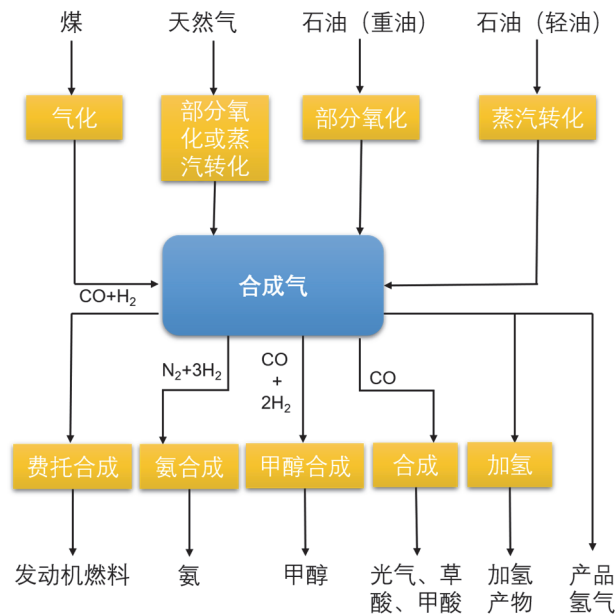 煤
天然气
石油（重油）
石油（轻油）
气化
部分氧
化或蒸
汽转化
部分氧化
蒸汽转化
合成气
CO+H₂
N₂+3H₂
CO
+
2H₂
CO
费托合成
氨合成
甲醇合成
合成
加氢
发动机燃料
氨
甲醇
光气、草
酸、甲酸
加氢
产物
产品
氢气